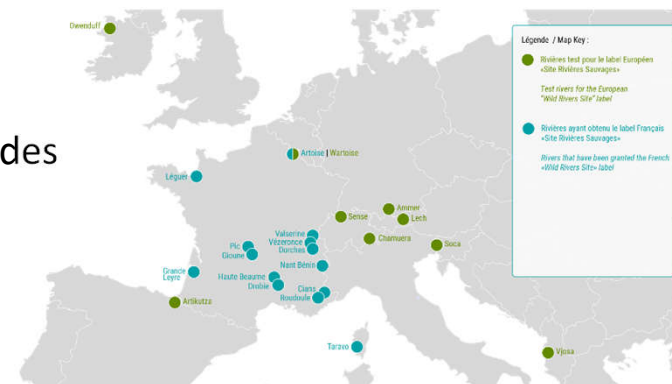 Owenduff
des
Artoise | Wartoise
Léguer
Ammer
Lech
Sense
Chamuera
Soca
Valserine
Vézeronce
Dorches
Pic
Gioune
Nant Bénin
Grande
Leyre
Haute Beaume
Drobie
Cians
Roudoule
Artikutza
Taravo
Vjosa
Légende / Map Key :
Rivières test pour le label Européen
«Site Rivières Sauvages»
Test rivers for the European
"Wild Rivers Site" label
Rivières ayant obtenu le label Français
«Site Rivières Sauvages»
Rivers that have been granted the French
«Wild Rivers Site» label